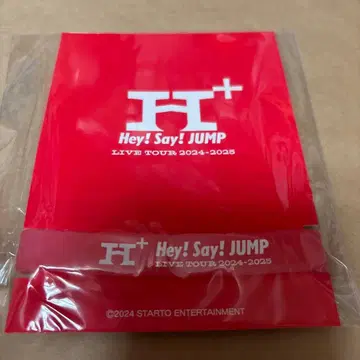 H+
Hey! Say! JUMP
LIVE TOUR 2024-2025
H+ Hey! Say! JUMP
LIVE TOUR 2024-2025
©2024 STARTO ENTERTAINMENT